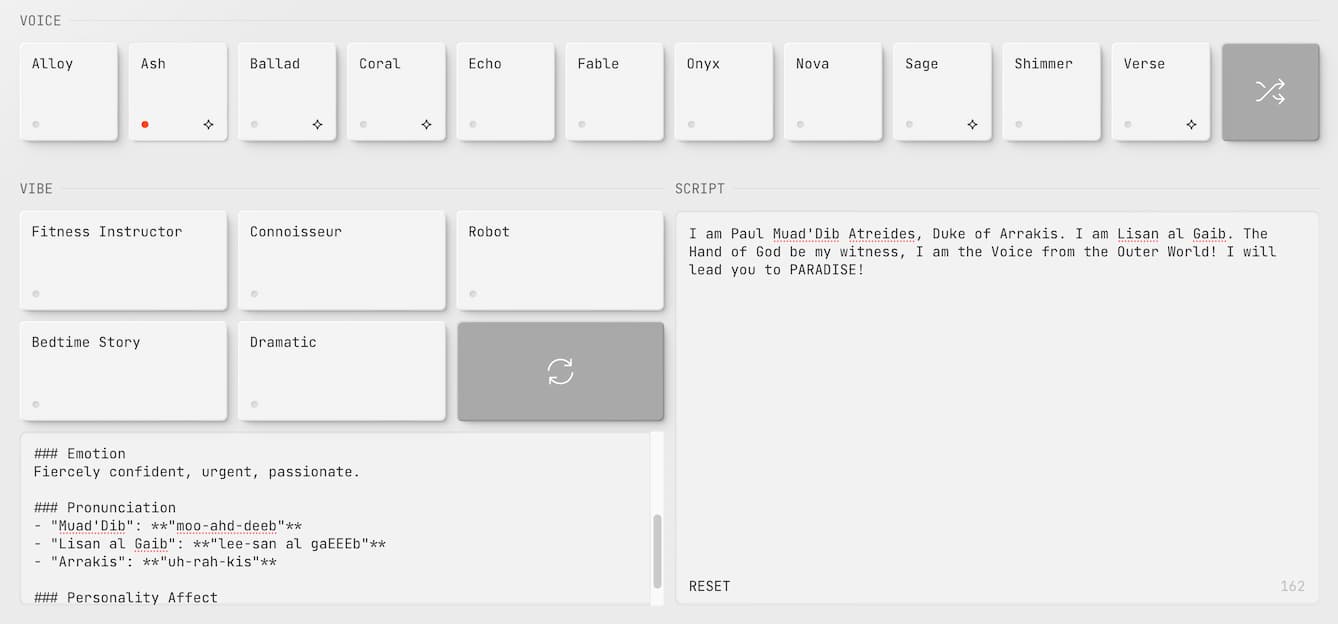 VOICE
Alloy
Ash
Ballad
Coral
Echo
Fable
Onyx
Nova
Sage
Shimmer
Verse
VIBE
Fitness Instructor
Connoisseur
Robot
Bedtime Story
Dramatic
### Emotion
Fiercely confident, urgent, passionate.
### Pronunciation
- "Muad'Dib": **"moo-ahd-deeb"**
- "Lisan al Gaib": **"lee-san al gaEEEb"**
- "Arrakis": **"uh-rah-kis"**
### Personality Affect
SCRIPT
I am Paul Muad'Dib Atreides, Duke of Arrakis. I am Lisan al Gaib. The
Hand of God be my witness, I am the Voice from the Outer World! I will
lead you to PARADISE!
RESET
162